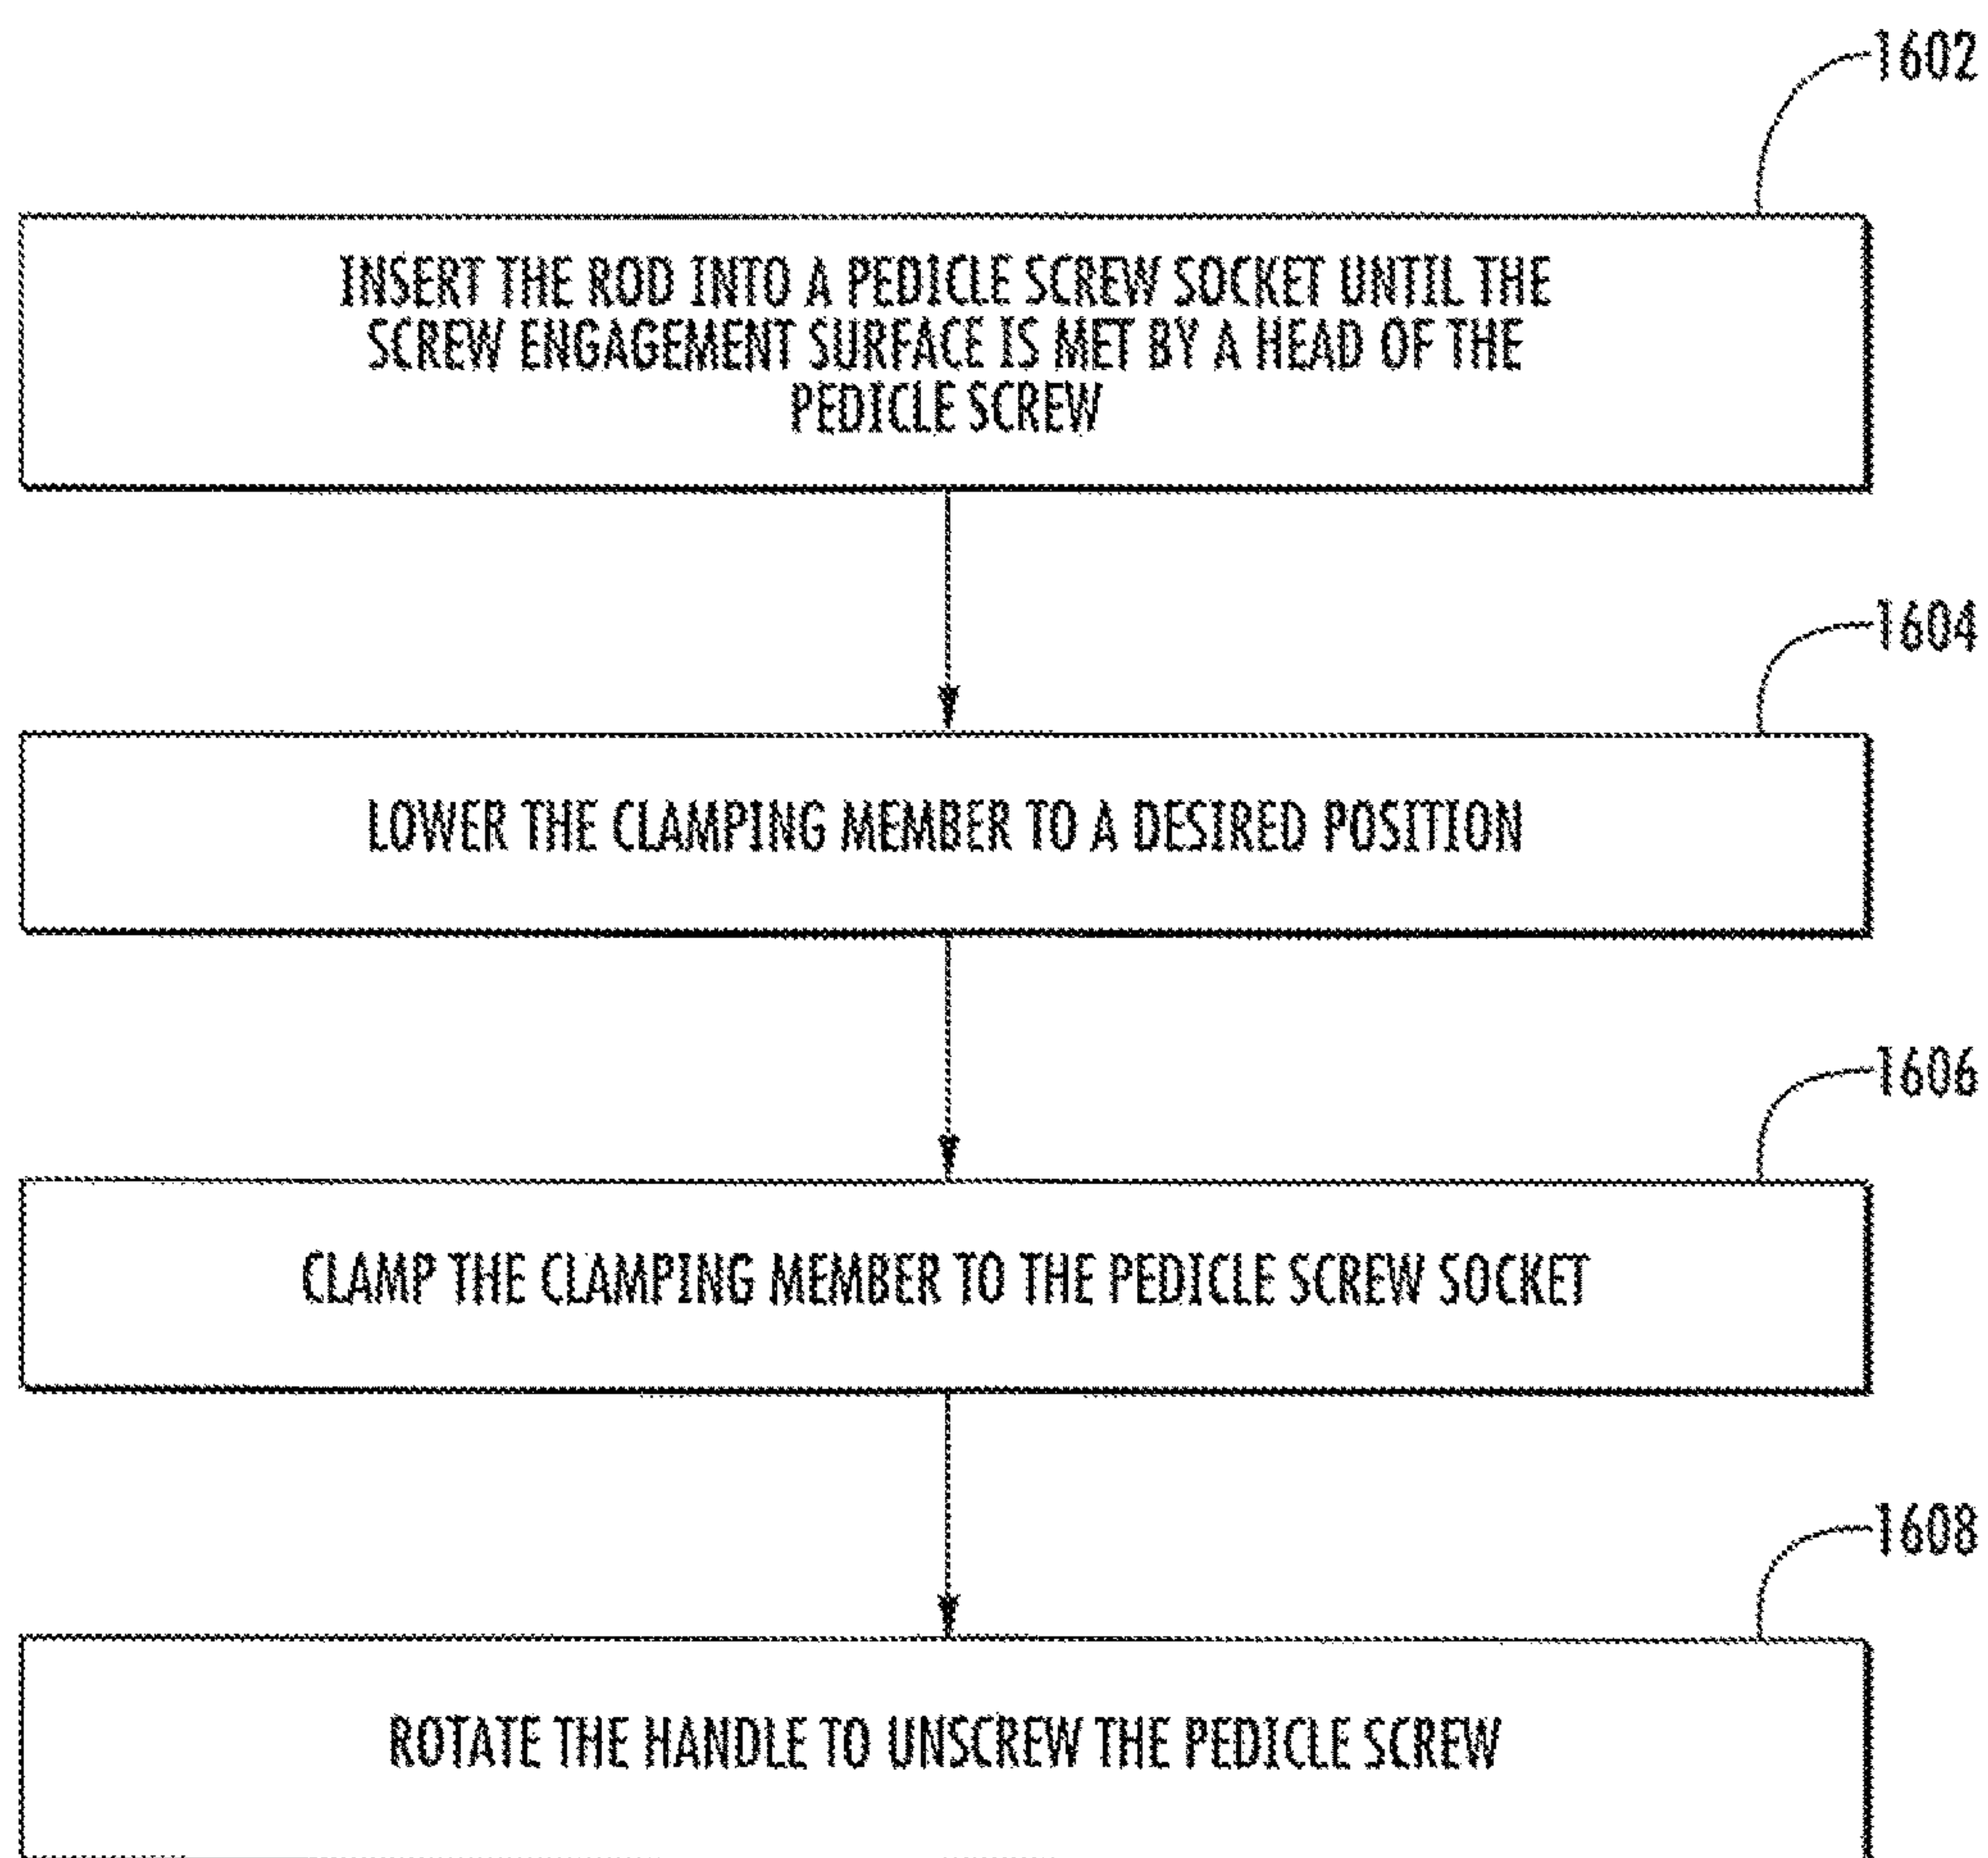 1602
INSERT THE ROD INTO A PEDICLE SCREW SOCKET UNTIL THE
SCREW ENGAGEMENT SURFACE IS MET BY A HEAD OF THE
PEDICLE SCREW
1604
LOWER THE CLAMPING MEMBER TO A DESIRED POSITION
1606
CLAMP THE CLAMPING MEMBER TO THE PEDICLE SCREW SOCKET
1608
ROTATE THE HANDLE TO UNSCREW THE PEDICLE SCREW